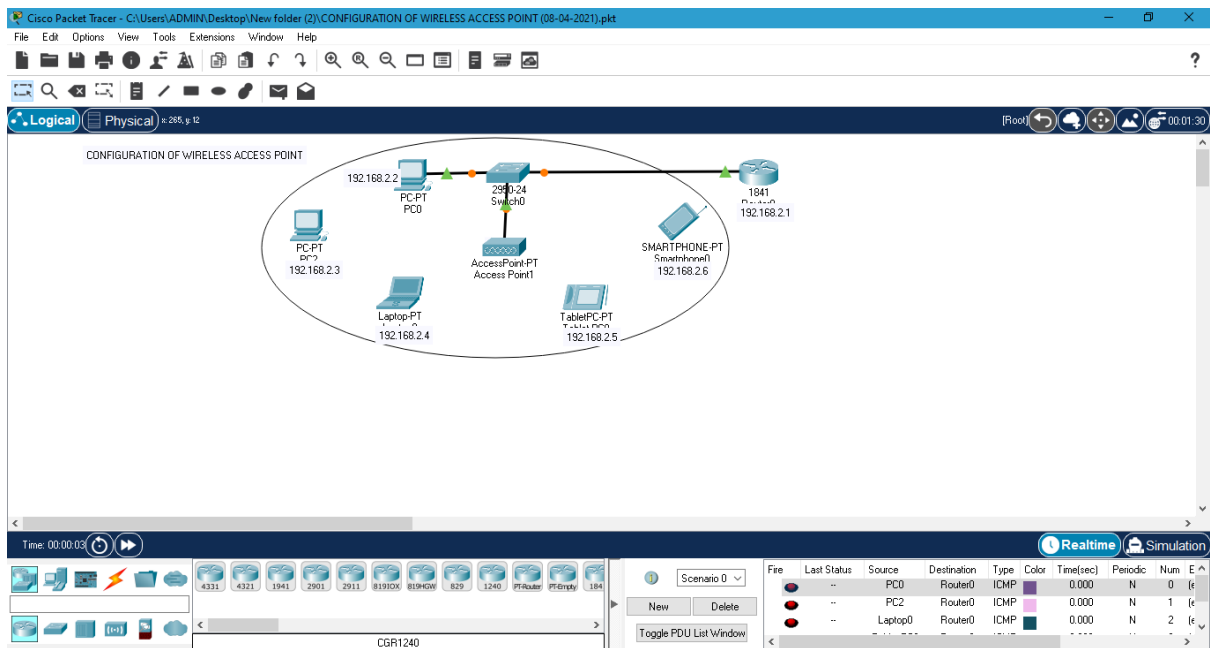 Cisco Packet Tracer - C:\Users\ADMIN\Desktop\New folder (2)\CONFIGURATION OF WIRELESS ACCESS POINT (08-04-2021).pkt
File Edit Options View Tools Extensions Window Help
?
Logical Physical x: 265, y: 12 [Root] 00:01:30
CONFIGURATION OF WIRELESS ACCESS POINT
192.168.2.2
PC-PT
PC0
2950-24
Switch0
1841
192.168.2.1
PC-PT
PC2
192.168.2.3
AccessPoint-PT
Access Point1
SMARTPHONE-PT
Smartphone0
192.168.2.6
Laptop-PT
192.168.2.4
TabletPC-PT
192.168.2.5
Time: 00:00:03 Realtime Simulation
4331 4321 1941 2901 2911 819IOX 819HGW 829 1240 PT-Router PT-Empty 184
CGR1240
Scenario 0
New Delete
Toggle PDU List Window
Fire Last Status Source Destination Type Color Time(sec) Periodic Num E
-- PC0 Router0 ICMP 0.000 N 0 (e
-- PC2 Router0 ICMP 0.000 N 1 (e
-- Laptop0 Router0 ICMP 0.000 N 2 (e